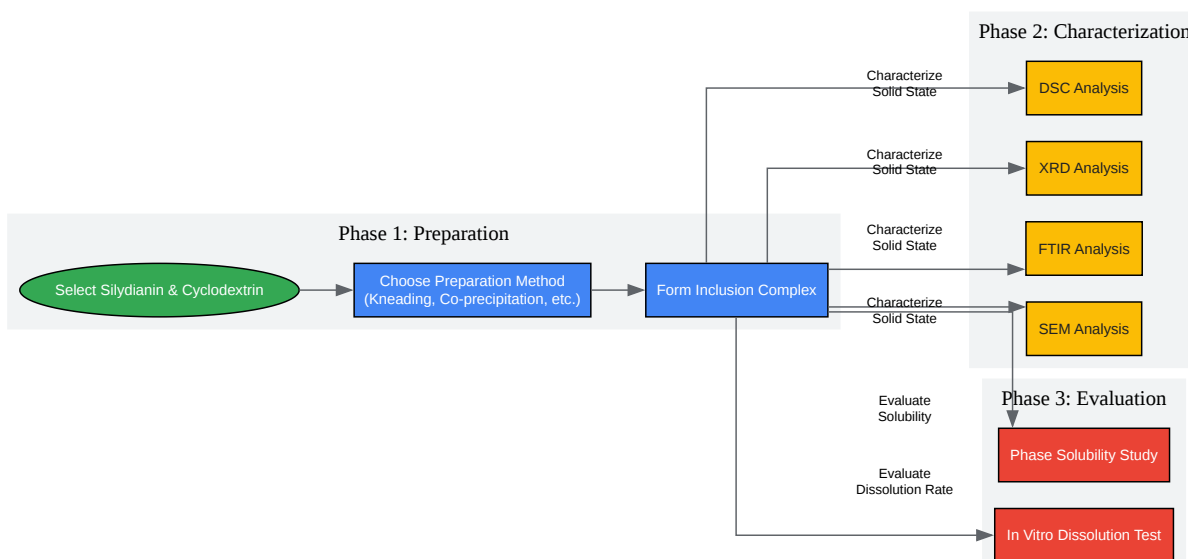 Phase 2: Characterization
Characterize
Solid State
DSC Analysis
Characterize
Solid State
XRD Analysis
Phase 1: Preparation
Characterize
Solid State
FTIR Analysis
Select Silydianin & Cyclodextrin
Choose Preparation Method
(Kneading, Co-precipitation, etc.)
Form Inclusion Complex
Characterize
Solid State
SEM Analysis
Phase 3: Evaluation
Evaluate
Solubility
Phase Solubility Study
Evaluate
Dissolution Rate
In Vitro Dissolution Test